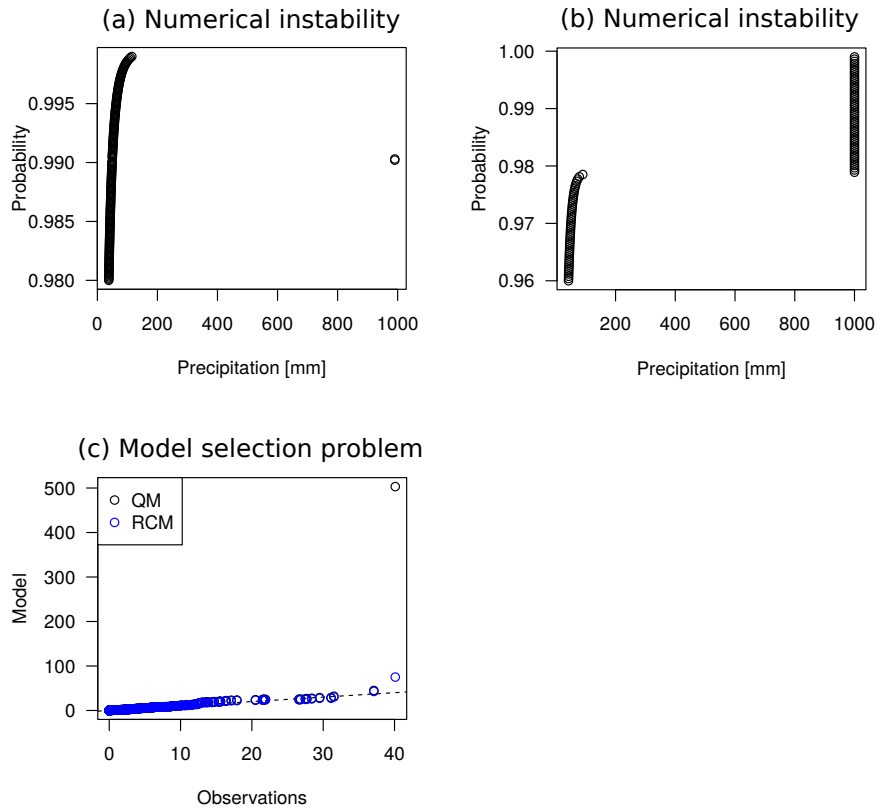 (a) Numerical instability
Probability
0.995
0.990
0.985
0.980
0 200 400 600 800 1000
Precipitation [mm]
(b) Numerical instability
Probability
1.00
0.99
0.98
0.97
0.96
200 400 600 800 1000
Precipitation [mm]
(c) Model selection problem
Model
500
400
300
200
100
0
QM
RCM
0 10 20 30 40
Observations